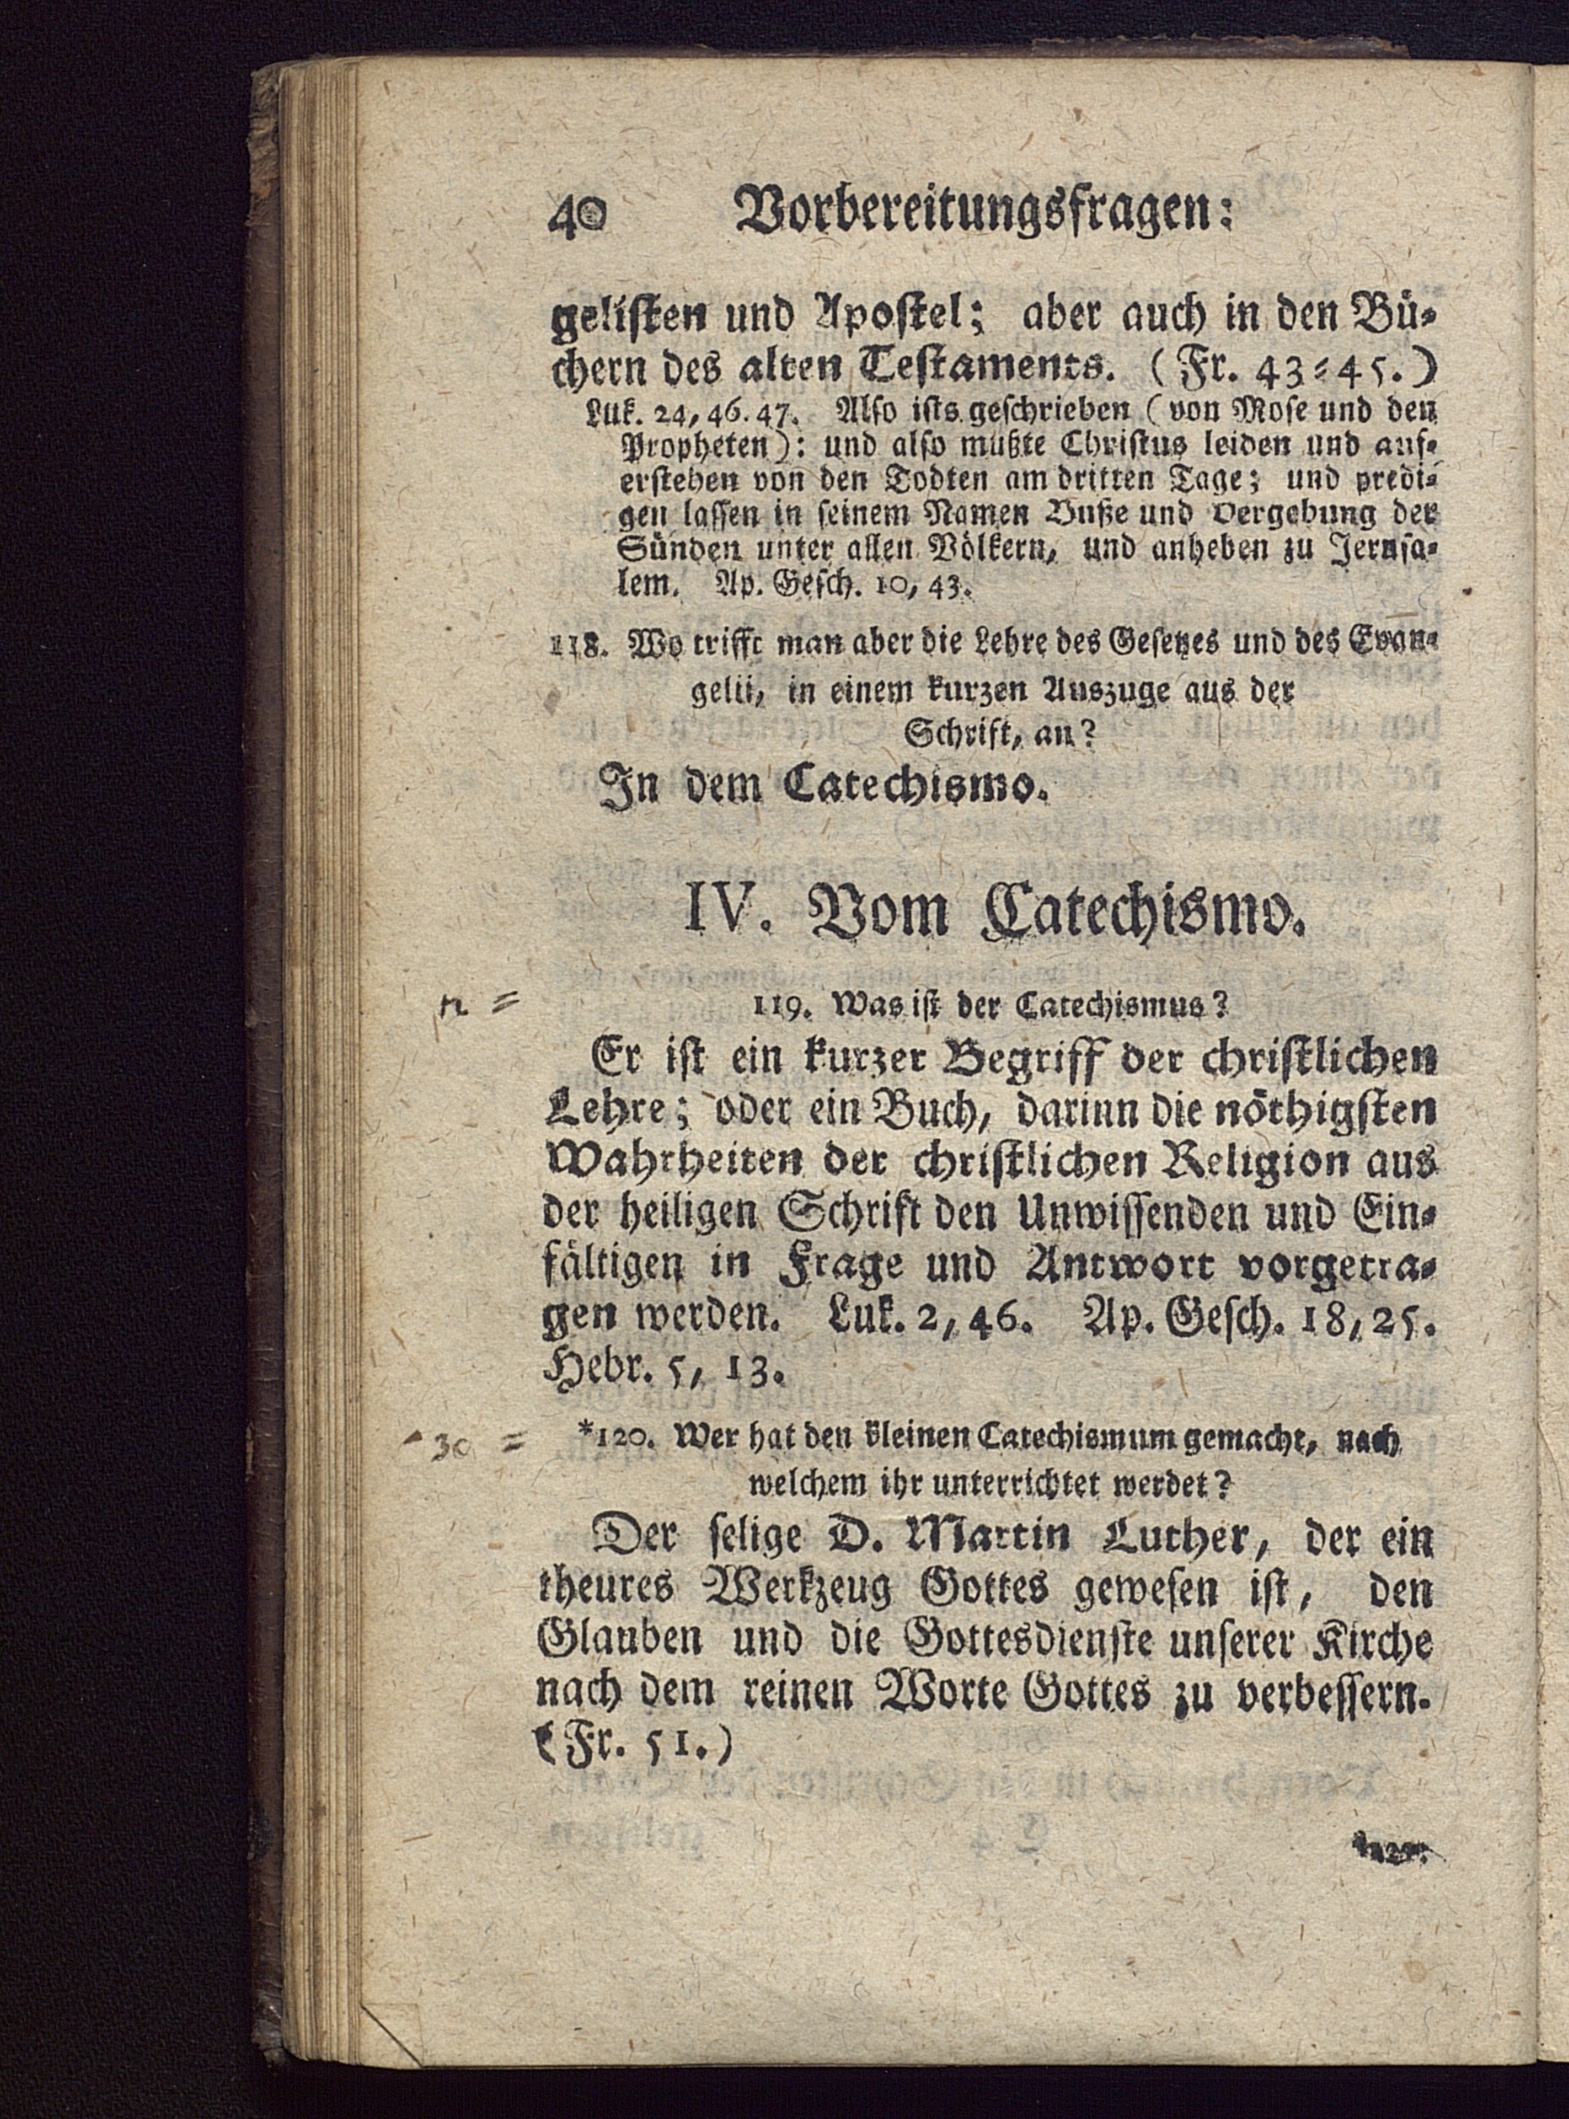 40 Vorbereitungsfragen:
gelisten und Apostel; aber auch in den Bü-
chern des alten Testaments. (Fr. 43-45.)
Luk. 24, 46. 47. Also ists geschrieben (von Mose und den
Propheten): und also mußte Christus leiden und auf-
erstehen von den Todten am dritten Tage; und predi-
gen lassen in seinem Namen Buße und Vergebung der
Sünden unter allen Völkern, und anheben zu Jerusa-
lem. Ap. Gesch. 10, 43.
118. Wo trifft man aber die Lehre des Gesetzes und des Evan-
gelii, in einem kurzen Auszuge aus der
Schrift, an?
In dem Catechismo.
IV. Vom Catechismo.
n = 119. Was ist der Catechismus?
Er ist ein kurzer Begriff der christlichen
Lehre; oder ein Buch, darinn die nöthigsten
Wahrheiten der christlichen Religion aus
der heiligen Schrift den Unwissenden und Ein-
fältigen in Frage und Antwort vorgetra-
gen werden. Luk. 2, 46. Ap. Gesch. 18, 25.
Hebr. 5, 13.
- 30 = *120. Wer hat den kleinen Catechismum gemacht, nach
welchem ihr unterrichtet werdet?
Der selige D. Martin Luther, der ein
theures Werkzeug Gottes gewesen ist, den
Glauben und die Gottesdienste unserer Kirche
nach dem reinen Worte Gottes zu verbessern.
(Fr. 51.)